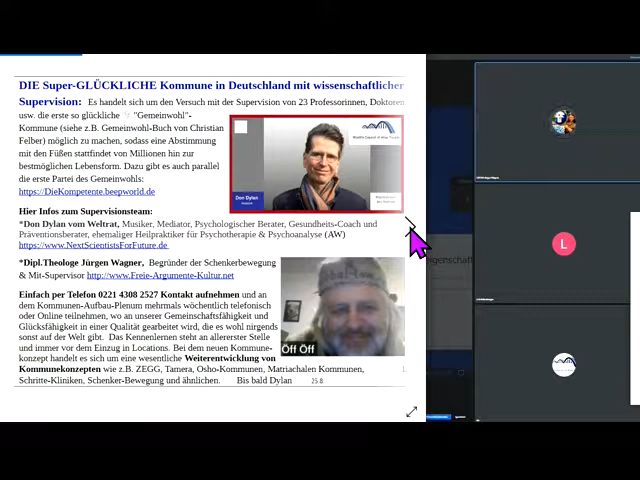 DIE Super-GLÜCKLICHE Kommune in Deutschland mit wissenschaftlicher
Supervision: Es handelt sich um den Versuch mit der Supervision von 23 Professorinnen, Doktoren
usw. die erste so glückliche "Gemeinwohl"-
Kommune (siehe z.B. Gemeinwohl-Buch von Christian
Felber) möglich zu machen, sodass eine Abstimmung
mit den Füßen stattfindet von Millionen hin zur
bestmöglichen Lebensform. Dazu gibt es auch parallel
die erste Partei des Gemeinwohls:
https://DieKompetente.beepworld.de
Don Dylan
Hier Infos zum Supervisionsteam:
*Don Dylan vom Weltrat, Musiker, Mediator, Psychologischer Berater, Gesundheits-Coach und
Präventionsberater, ehemaliger Heilpraktiker für Psychotherapie & Psychoanalyse (AW)
https://www.NextScientistsForFuture.de
*Dipl.Theologe Jürgen Wagner, Begründer der Schenkerbewegung
& Mit-Supervisor http://www.Freie-Argumente-Kultur.net
Einfach per Telefon 0221 4308 2527 Kontakt aufnehmen und an
dem Kommunen-Aufbau-Plenum mehrmals wöchentlich telefonisch
oder Online teilnehmen, wo an unserer Gemeinschaftsfähigkeit und
Glücksfähigkeit in einer Qualität gearbeitet wird, die es wohl nirgends
sonst auf der Welt gibt. Das Kennenlernen steht an allererster Stelle
und immer vor dem Einzug in Locations. Bei dem neuen Kommune-
konzept handelt es sich um eine wesentliche Weiterentwicklung von
Kommunekonzepten wie z.B. ZEGG, Tamera, Osho-Kommunen, Matriachalen Kommunen,
Schritte-Kliniken, Schenker-Bewegung und ähnlichen. Bis bald Dylan 25.8
Öff Öff
L